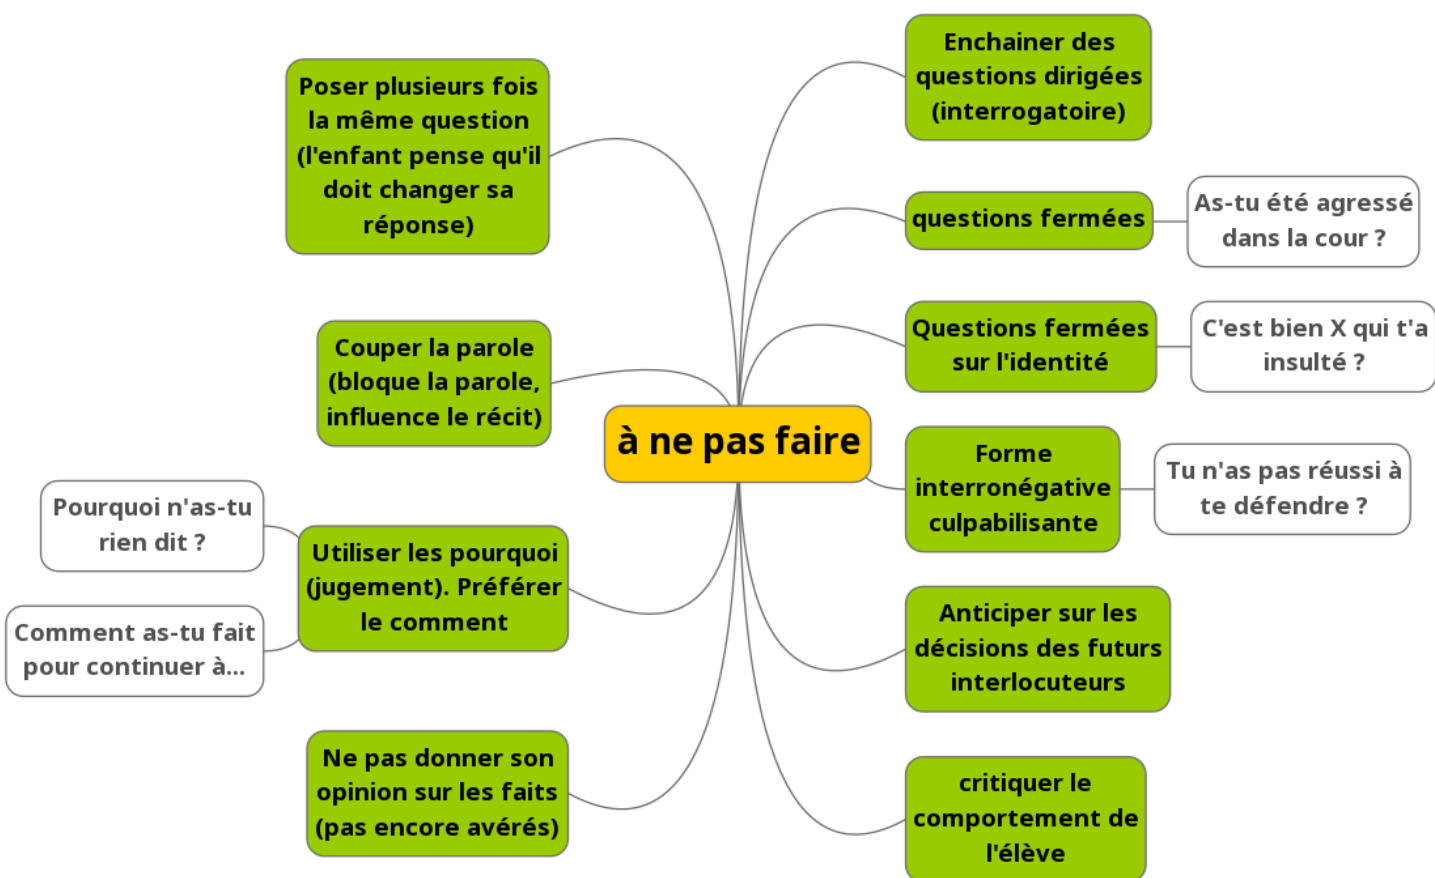 à ne pas faire
Poser plusieurs fois
la même question
(l'enfant pense qu'il
doit changer sa
réponse)
Couper la parole
(bloque la parole,
influence le récit)
Utiliser les pourquoi
(jugement). Préférer
le comment
Pourquoi n'as-tu
rien dit ?
Comment as-tu fait
pour continuer à...
Ne pas donner son
opinion sur les faits
(pas encore avérés)
Enchainer des
questions dirigées
(interrogatoire)
questions fermées
As-tu été agressé
dans la cour ?
Questions fermées
sur l'identité
C'est bien X qui t'a
insulté ?
Forme
interronégative
culpabilisante
Tu n'as pas réussi à
te défendre ?
Anticiper sur les
décisions des futurs
interlocuteurs
critiquer le
comportement de
l'élève